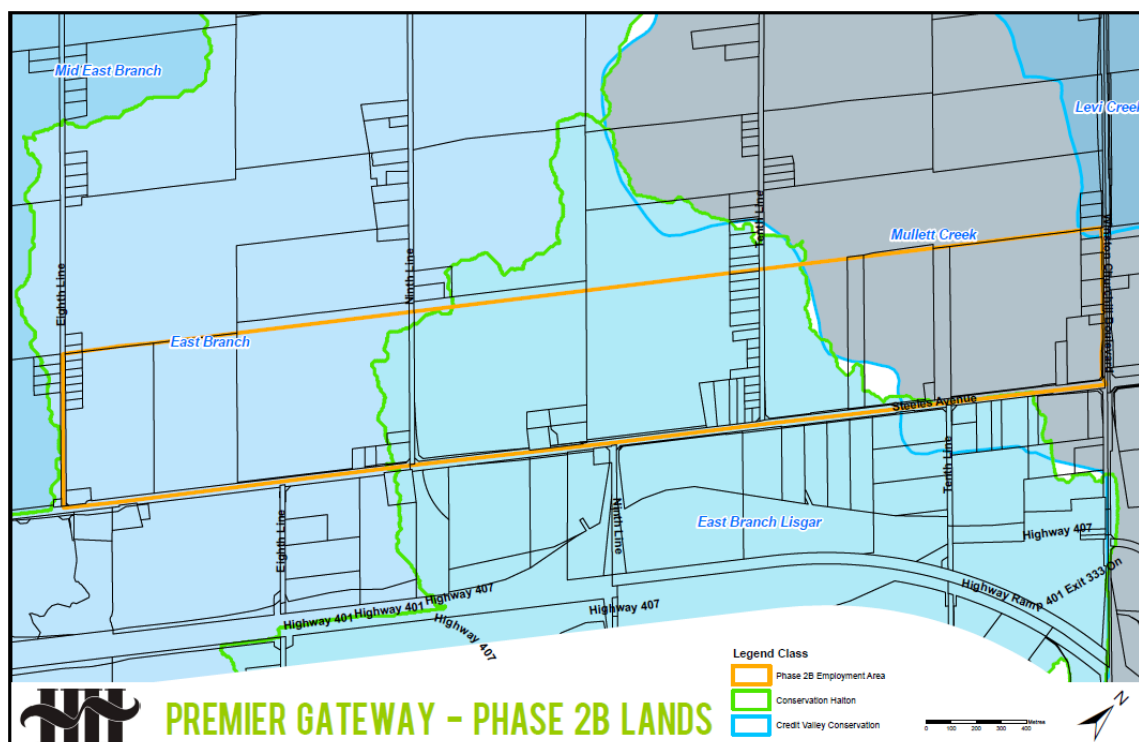 Mid East Branch
Levi Creek
Tenth Line
Mullett Creek
Winston Churchill Boulevard
Eighth Line
Ninth Line
East Branch
Steeles Avenue
Tenth Line
East Branch Lisgar
Ninth Line
Eighth Line
Highway 407
Highway 401
Highway 407
Highway 401
Highway 407
Highway 407
Highway Ramp 401 Exit 333 On
Legend Class
Phase 2B Employment Area
Conservation Halton
Credit Valley Conservation
PREMIER GATEWAY - PHASE 2B LANDS
0 100 200 300 400 Metres
N